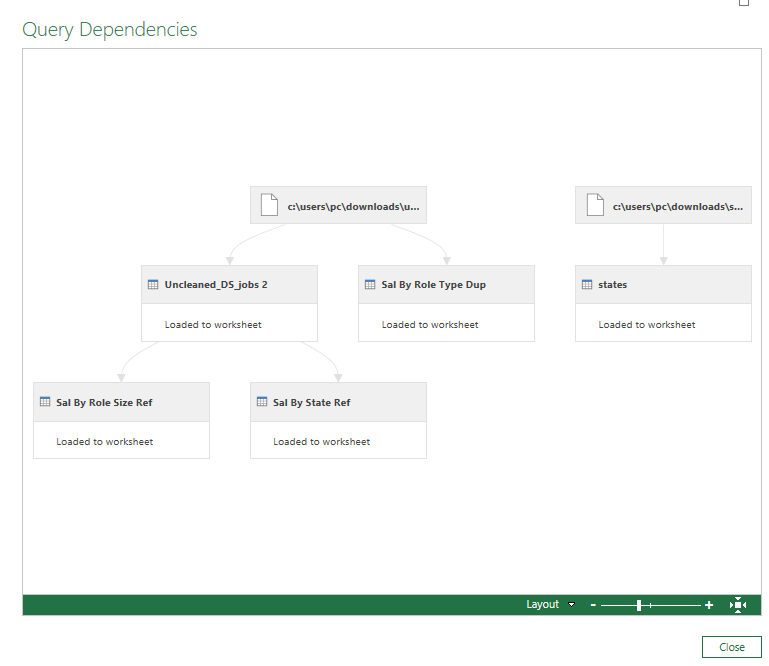 Query Dependencies
c:\users\pc\downloads\u...
c:\users\pc\downloads\s...
Uncleaned_DS_jobs 2
Sal By Role Type Dup
states
Loaded to worksheet
Loaded to worksheet
Loaded to worksheet
Sal By Role Size Ref
Sal By State Ref
Loaded to worksheet
Loaded to worksheet
Layout
Close